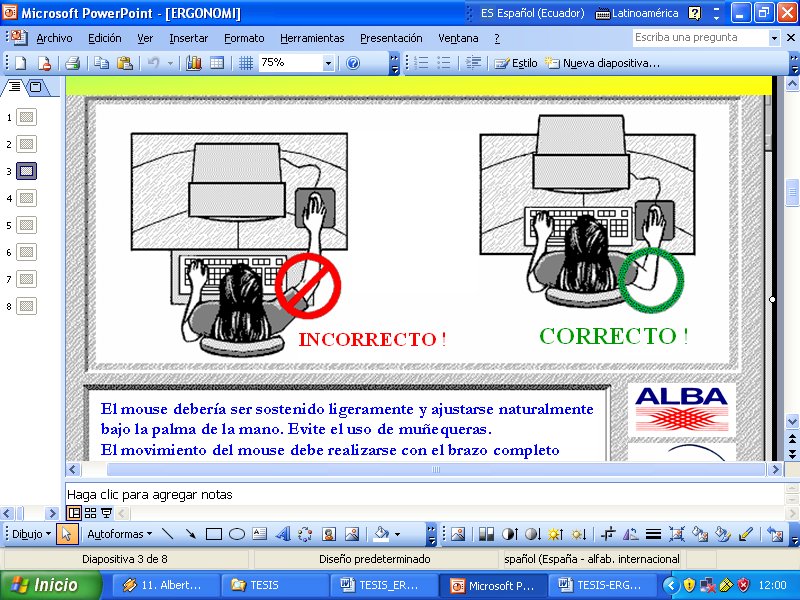 Microsoft PowerPoint - [ERGONOMI]
ES Español (Ecuador)
Latinoamérica
Archivo Edición Ver Insertar Formato Herramientas Presentación Ventana ?
Escriba una pregunta
75%
Estilo
Nueva diapositiva...
1
2
3
4
5
6
7
8
INCORRECTO !
CORRECTO !
El mouse debería ser sostenido ligeramente y ajustarse naturalmente
bajo la palma de la mano. Evite el uso de muñequeras.
El movimiento del mouse debe realizarse con el brazo completo
ALBA
Haga clic para agregar notas
Dibujo
Autoformas
Diapositiva 3 de 8
Diseño predeterminado
spañol (España - alfab. internacional
Inicio
11. Albert...
TESIS
TESIS_ER...
Microsoft P...
TESIS-ERG...
12:00